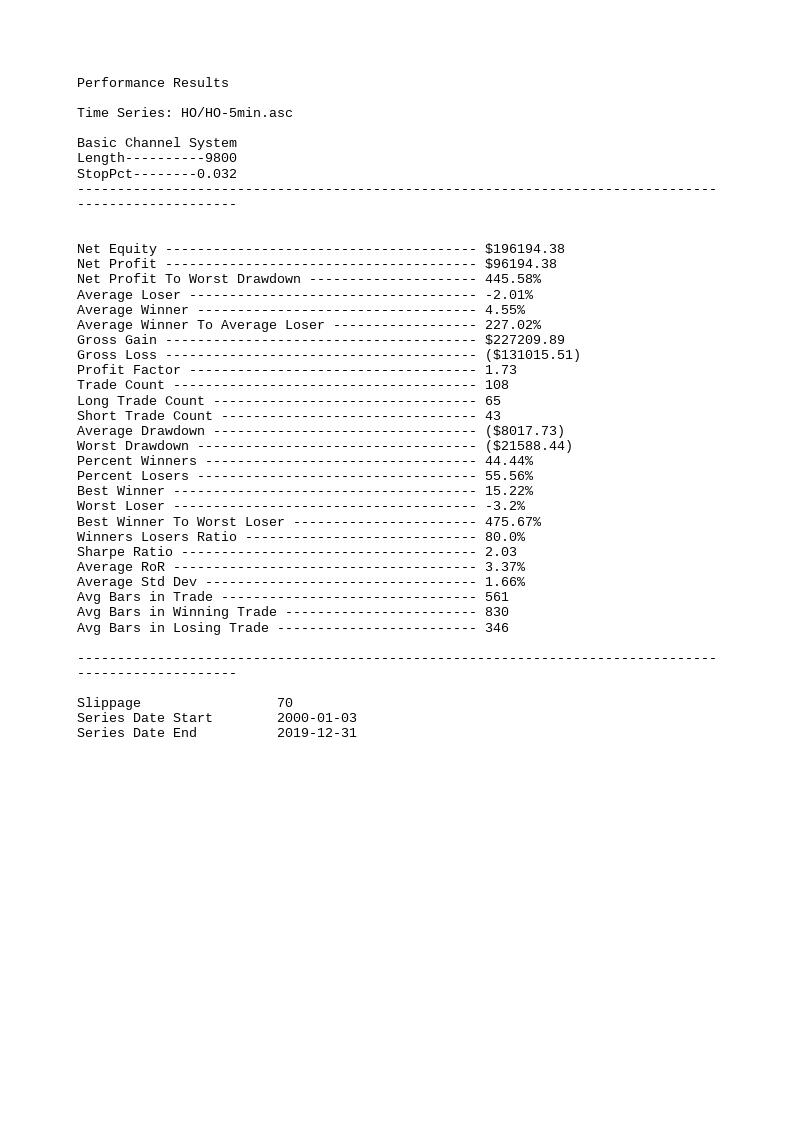 Performance Results
Time Series: HO/HO-5min.asc
Basic Channel System
Length----------9800
StopPct--------0.032
--------------------------------------------------------------------------------
--------------------
Net Equity --------------------------------------- $196194.38
Net Profit --------------------------------------- $96194.38
Net Profit To Worst Drawdown --------------------- 445.58%
Average Loser ------------------------------------ -2.01%
Average Winner ----------------------------------- 4.55%
Average Winner To Average Loser ------------------ 227.02%
Gross Gain --------------------------------------- $227209.89
Gross Loss --------------------------------------- ($131015.51)
Profit Factor ------------------------------------ 1.73
Trade Count -------------------------------------- 108
Long Trade Count --------------------------------- 65
Short Trade Count -------------------------------- 43
Average Drawdown --------------------------------- ($8017.73)
Worst Drawdown ----------------------------------- ($21588.44)
Percent Winners ---------------------------------- 44.44%
Percent Losers ----------------------------------- 55.56%
Best Winner -------------------------------------- 15.22%
Worst Loser -------------------------------------- -3.2%
Best Winner To Worst Loser ----------------------- 475.67%
Winners Losers Ratio ----------------------------- 80.0%
Sharpe Ratio ------------------------------------- 2.03
Average RoR -------------------------------------- 3.37%
Average Std Dev ---------------------------------- 1.66%
Avg Bars in Trade -------------------------------- 561
Avg Bars in Winning Trade ------------------------ 830
Avg Bars in Losing Trade ------------------------- 346
--------------------------------------------------------------------------------
--------------------
Slippage                 70
Series Date Start        2000-01-03
Series Date End          2019-12-31